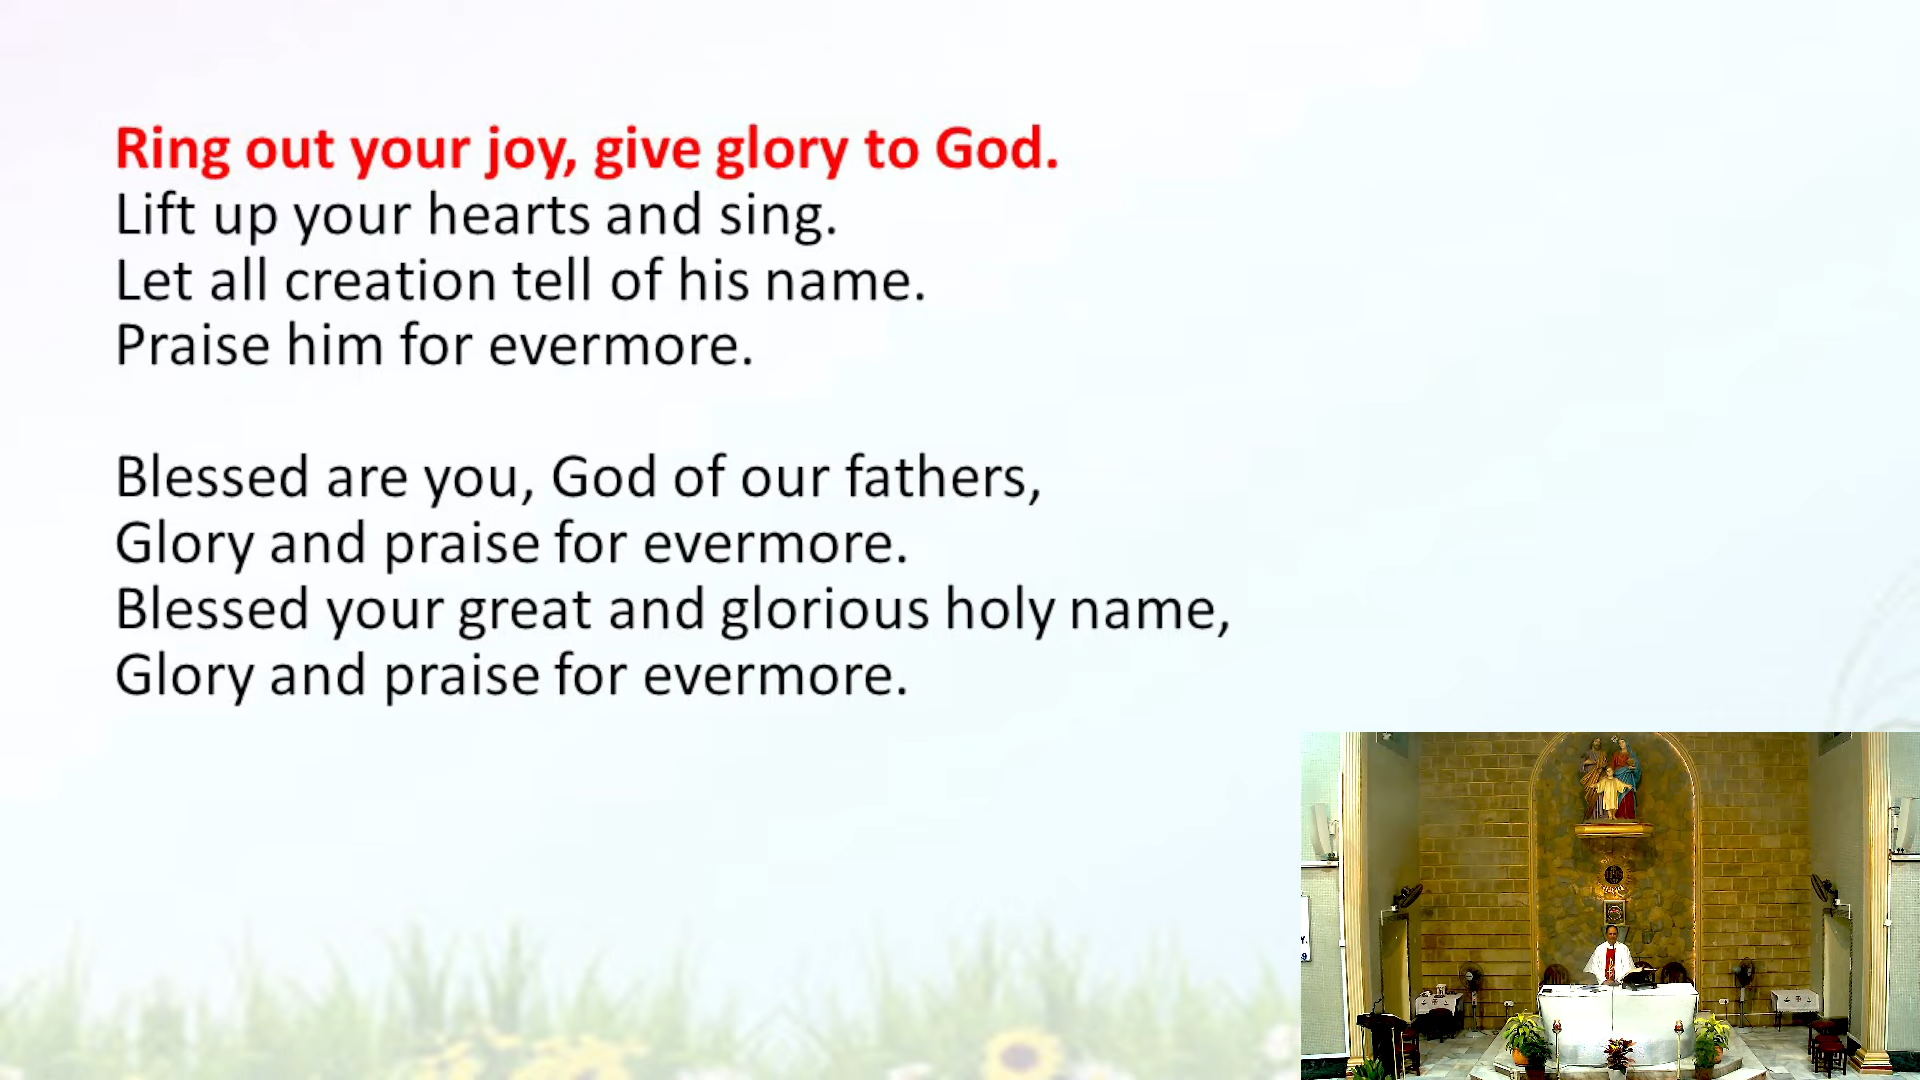 Ring out your joy, give glory to God.
Lift up your hearts and sing.
Let all creation tell of his name.
Praise him for evermore.
Blessed are you, God of our fathers,
Glory and praise for evermore.
Blessed your great and glorious holy name,
Glory and praise for evermore.